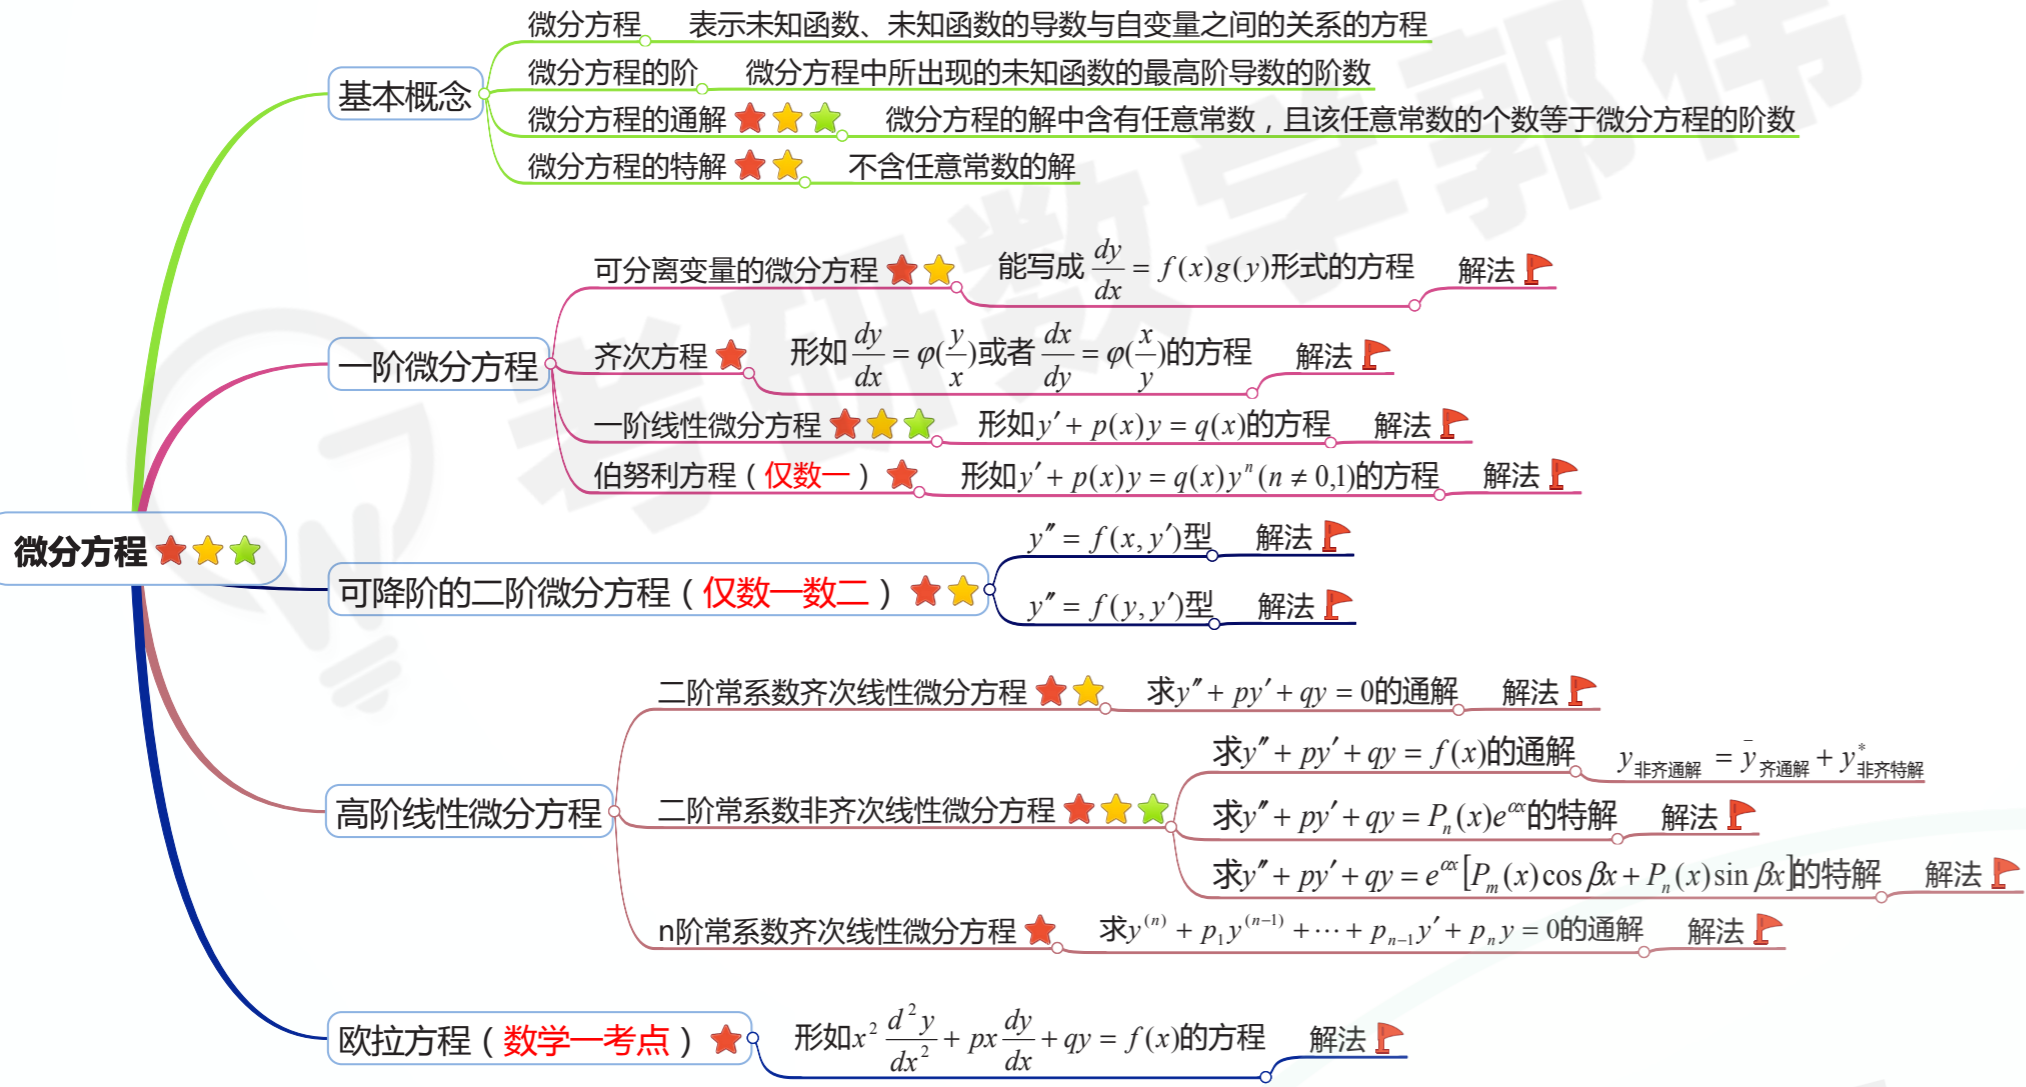 微分方程
基本概念
微分方程 表示未知函数、未知函数的导数与自变量之间的关系的方程
微分方程的阶 微分方程中所出现的未知函数的最高阶导数的阶数
微分方程的通解 微分方程的解中含有任意常数，且该任意常数的个数等于微分方程的阶数
微分方程的特解 不含任意常数的解
一阶微分方程
可分离变量的微分方程 能写成 dy/dx = f(x)g(y)形式的方程 解法
齐次方程 形如 dy/dx = φ(y/x)或者 dx/dy = φ(x/y)的方程 解法
一阶线性微分方程 形如y′ + p(x)y = q(x)的方程 解法
伯努利方程（仅数一） 形如y′ + p(x)y = q(x)yⁿ(n ≠ 0,1)的方程 解法
可降阶的二阶微分方程（仅数一数二）
y″ = f(x, y′)型 解法
y″ = f(y, y′)型 解法
高阶线性微分方程
二阶常系数齐次线性微分方程 求y″ + py′ + qy = 0的通解 解法
二阶常系数非齐次线性微分方程
求y″ + py′ + qy = f(x)的通解 y非齐通解 = ȳ齐通解 + y*非齐特解
求y″ + py′ + qy = Pₙ(x)e^{αx}的特解 解法
求y″ + py′ + qy = e^{αx}[Pₘ(x)cos βx + Pₙ(x)sin βx]的特解 解法
n阶常系数齐次线性微分方程 求y^{(n)} + p₁y^{(n−1)} + ⋯ + pₙ₋₁y′ + pₙy = 0的通解 解法
欧拉方程（数学一考点） 形如x² d²y/dx² + px dy/dx + qy = f(x)的方程 解法
考研数学郭伟